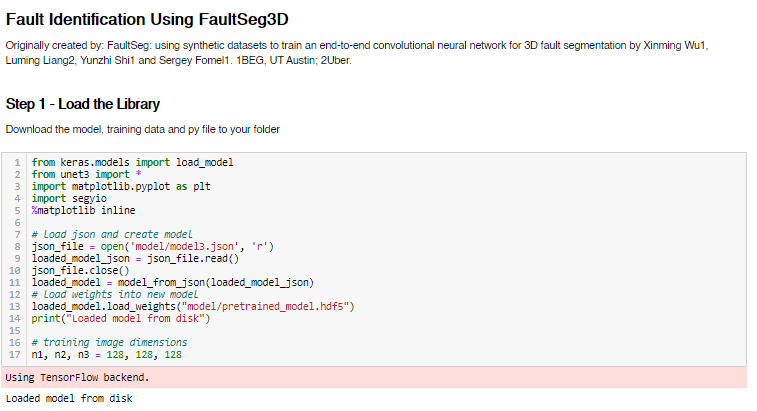 Fault Identification Using FaultSeg3D
Originally created by: FaultSeg: using synthetic datasets to train an end-to-end convolutional neural network for 3D fault segmentation by Xinming Wu1,
Luming Liang2, Yunzhi Shi1 and Sergey Fomel1. 1BEG, UT Austin; 2Uber.
Step 1 - Load the Library
Download the model, training data and py file to your folder
1 from keras.models import load_model
2 from unet3 import *
3 import matplotlib.pyplot as plt
4 import segyio
5 %matplotlib inline
6
7 # load json and create model
8 json_file = open('model/model3.json', 'r')
9 loaded_model_json = json_file.read()
10 json_file.close()
11 loaded_model = model_from_json(loaded_model_json)
12 # load weights into new model
13 loaded_model.load_weights("model/pretrained_model.hdf5")
14 print("Loaded model from disk")
15
16 # training image dimensions
17 n1, n2, n3 = 128, 128, 128
Using TensorFlow backend.
Loaded model from disk